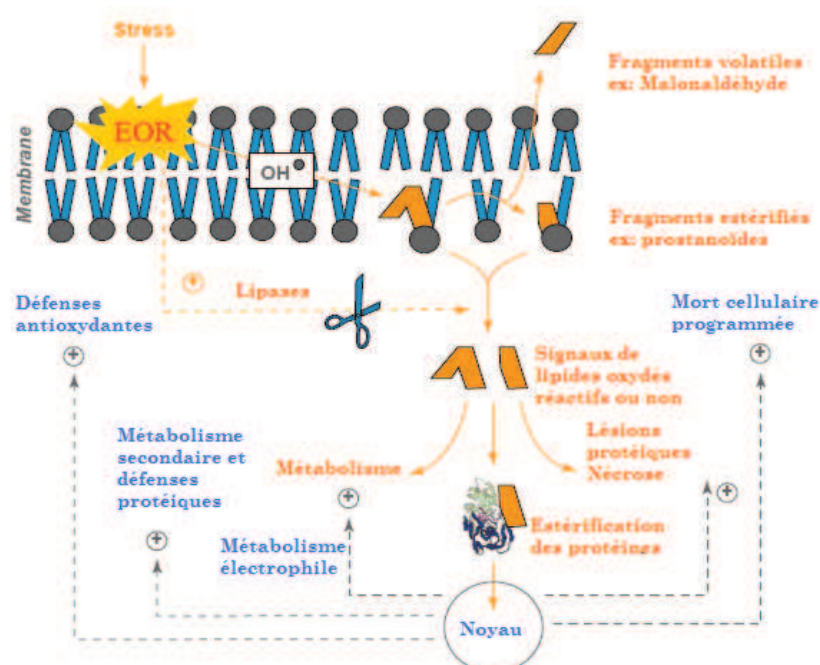 Stress
EOR
OH
Membrane
Fragments volatiles
ex: Malonaldéhyde
Fragments estérifiés
ex: prostanoïdes
Lipases
Défenses
antioxydantes
Mort cellulaire
programmée
Signaux de
lipides oxydés
réactifs ou non
Métabolisme
secondaire et
défenses
protéiques
Métabolisme
Lésions
protéiques
Nécrose
Estérification
des protéines
Métabolisme
électrophile
Noyau